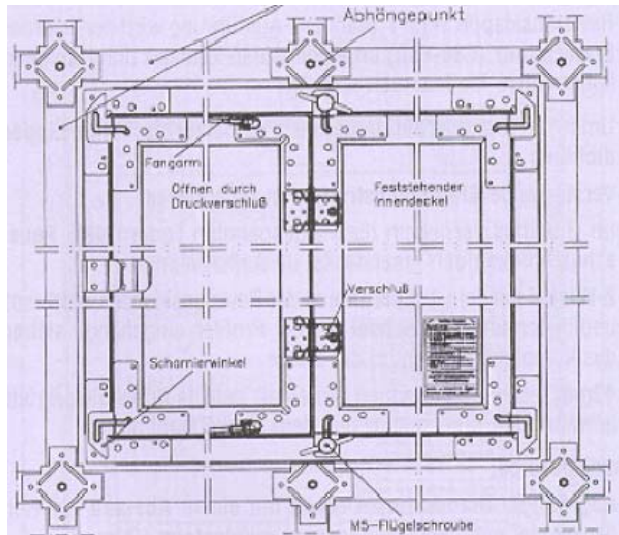 Abhängepunkt
Fangarm
Öffnen durch
Druckverschluß
Feststehender
Innendeckel
Verschluß
Scharnierwinkel
M5-Flügelschraube